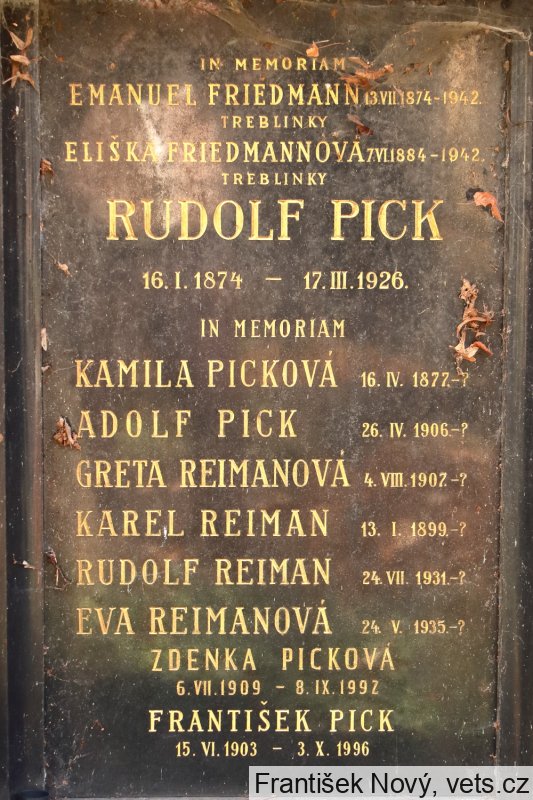 IN MEMORIAM
EMANUEL FRIEDMANN 13.VII.1874-1942.
TREBLINKY
ELIŠKA FRIEDMANNOVÁ 7.VI.1884-1942.
TREBLINKY
RUDOLF PICK
16. I. 1874 – 17. III. 1926.
IN MEMORIAM
KAMILA PICKOVÁ 16. IV. 1877.-?
ADOLF PICK 26. IV. 1906.-?
GRETA REIMANOVÁ 4. VIII. 1907.-?
KAREL REIMAN 13. I. 1899.-?
RUDOLF REIMAN 24. VII. 1931.-?
EVA REIMANOVÁ 24. V. 1935.-?
ZDENKA PICKOVÁ
6. VII. 1909 – 8. IX. 1992
FRANTIŠEK PICK
15. VI. 1903 – 3. X. 1996
František Nový, vets.cz